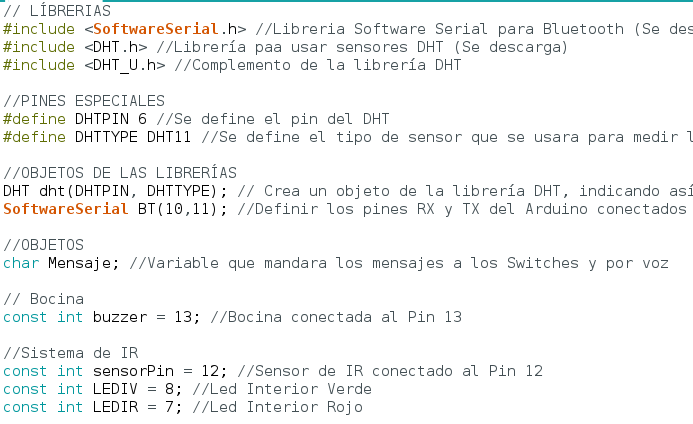 // LÍBRERIAS
#include <SoftwareSerial.h> //Libreria Software Serial para Bluetooth (Se des
#include <DHT.h> //Librería paa usar sensores DHT (Se descarga)
#include <DHT_U.h> //Complemento de la librería DHT
//PINES ESPECIALES
#define DHTPIN 6 //Se define el pin del DHT
#define DHTTYPE DHT11 //Se define el tipo de sensor que se usara para medir l
//OBJETOS DE LAS LIBRERÍAS
DHT dht(DHTPIN, DHTTYPE); // Crea un objeto de la librería DHT, indicando así
SoftwareSerial BT(10,11); //Definir los pines RX y TX del Arduino conectados
//OBJETOS
char Mensaje; //Variable que mandara los mensajes a los Switches y por voz
// Bocina
const int buzzer = 13; //Bocina conectada al Pin 13
//Sistema de IR
const int sensorPin = 12; //Sensor de IR conectado al Pin 12
const int LEDIV = 8; //Led Interior Verde
const int LEDIR = 7; //Led Interior Rojo